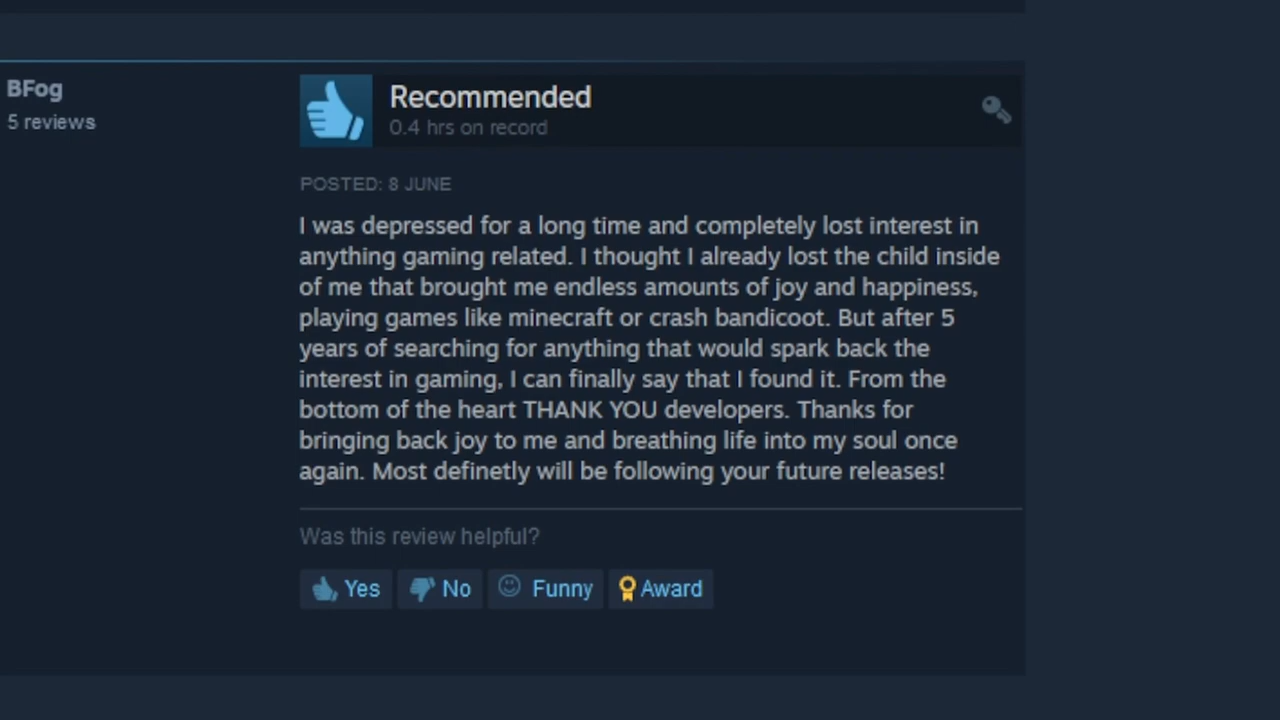 BFog
5 reviews
Recommended
0.4 hrs on record
POSTED: 8 JUNE
I was depressed for a long time and completely lost interest in
anything gaming related. I thought I already lost the child inside
of me that brought me endless amounts of joy and happiness,
playing games like minecraft or crash bandicoot. But after 5
years of searching for anything that would spark back the
interest in gaming, I can finally say that I found it. From the
bottom of the heart THANK YOU developers. Thanks for
bringing back joy to me and breathing life into my soul once
again. Most definetly will be following your future releases!
Was this review helpful?
Yes No Funny Award